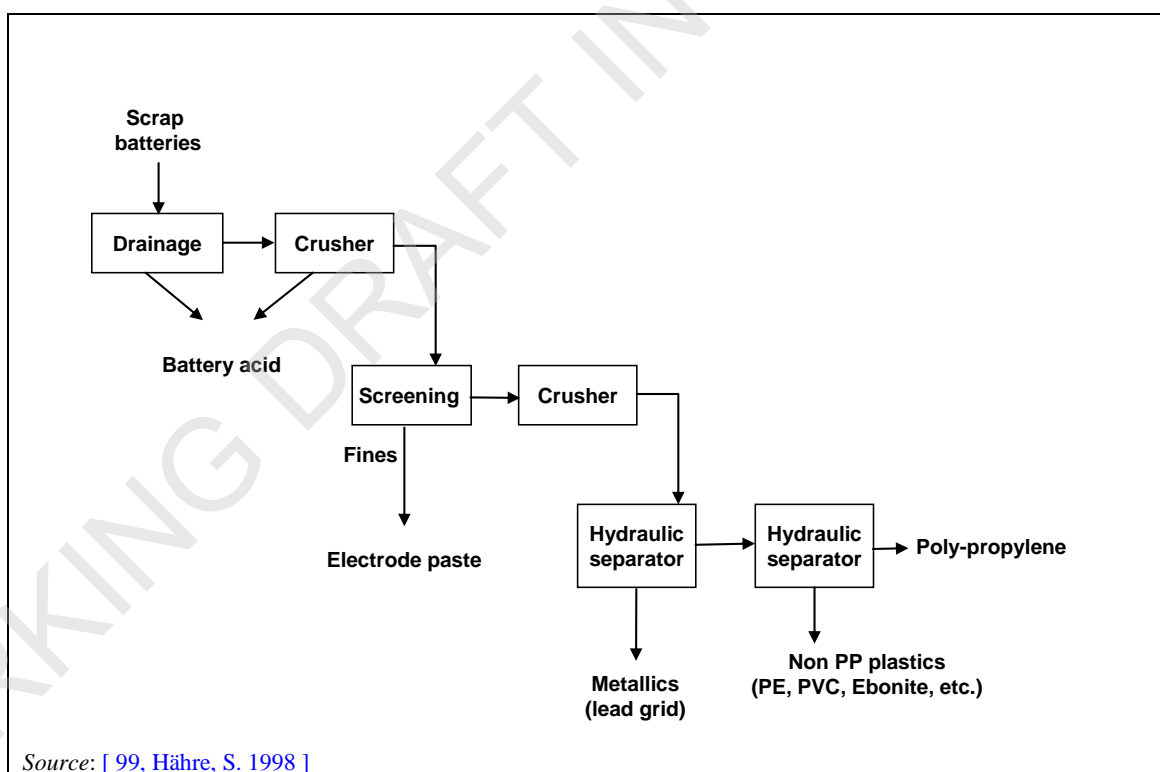 WORKING DRAFT IN
Scrap
batteries
Drainage
Crusher
Battery acid
Screening
Crusher
Fines
Electrode paste
Hydraulic
separator
Hydraulic
separator
Poly-propylene
Metallics
(lead grid)
Non PP plastics
(PE, PVC, Ebonite, etc.)
Source: [ 99, Hähre, S. 1998 ]